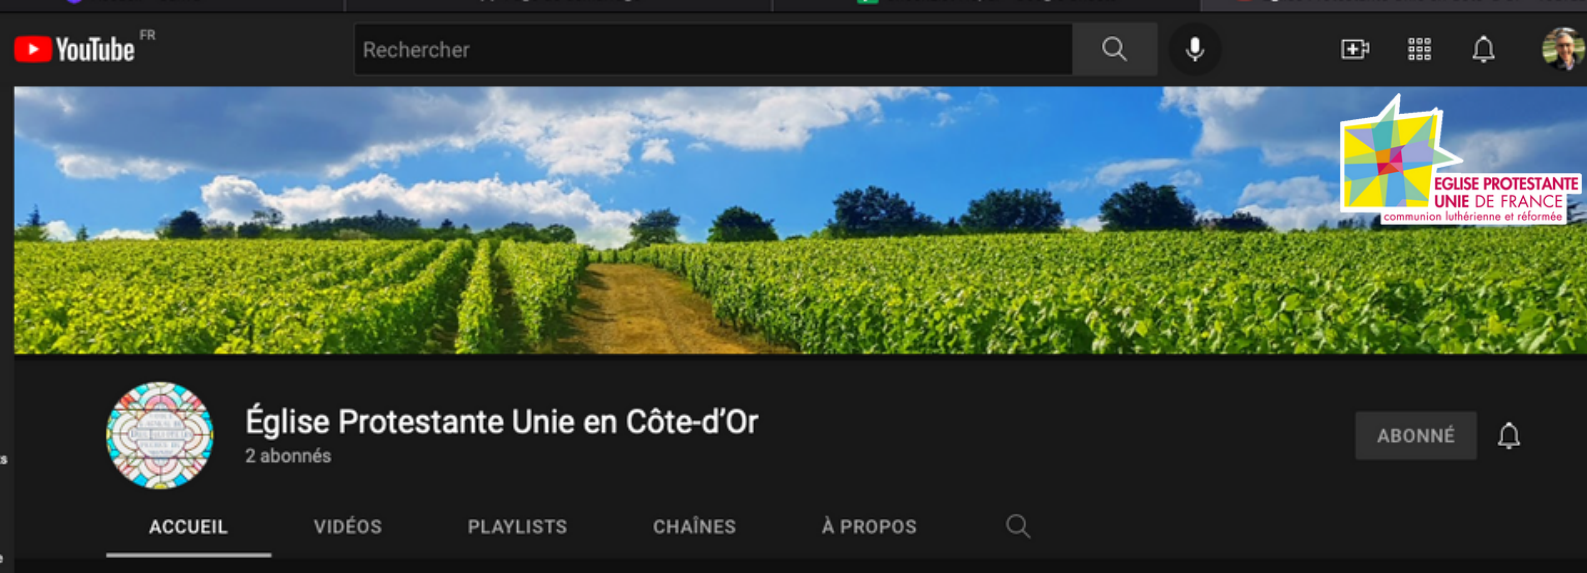 YouTube FR
Rechercher
EGLISE PROTESTANTE
UNIE DE FRANCE
communion luthérienne et réformée
Église Protestante Unie en Côte-d’Or
2 abonnés
ABONNÉ
ACCUEIL VIDÉOS PLAYLISTS CHAÎNES À PROPOS